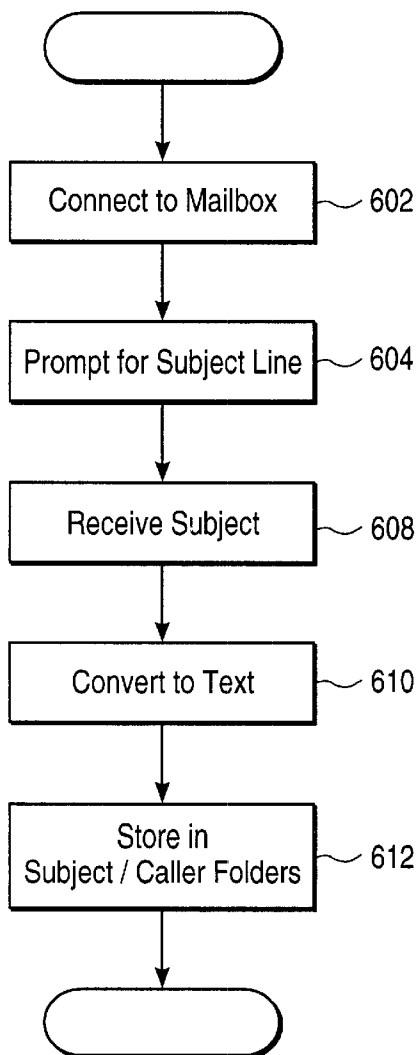 Connect to Mailbox
602
Prompt for Subject Line
604
Receive Subject
608
Convert to Text
610
Store in
Subject / Caller Folders
612